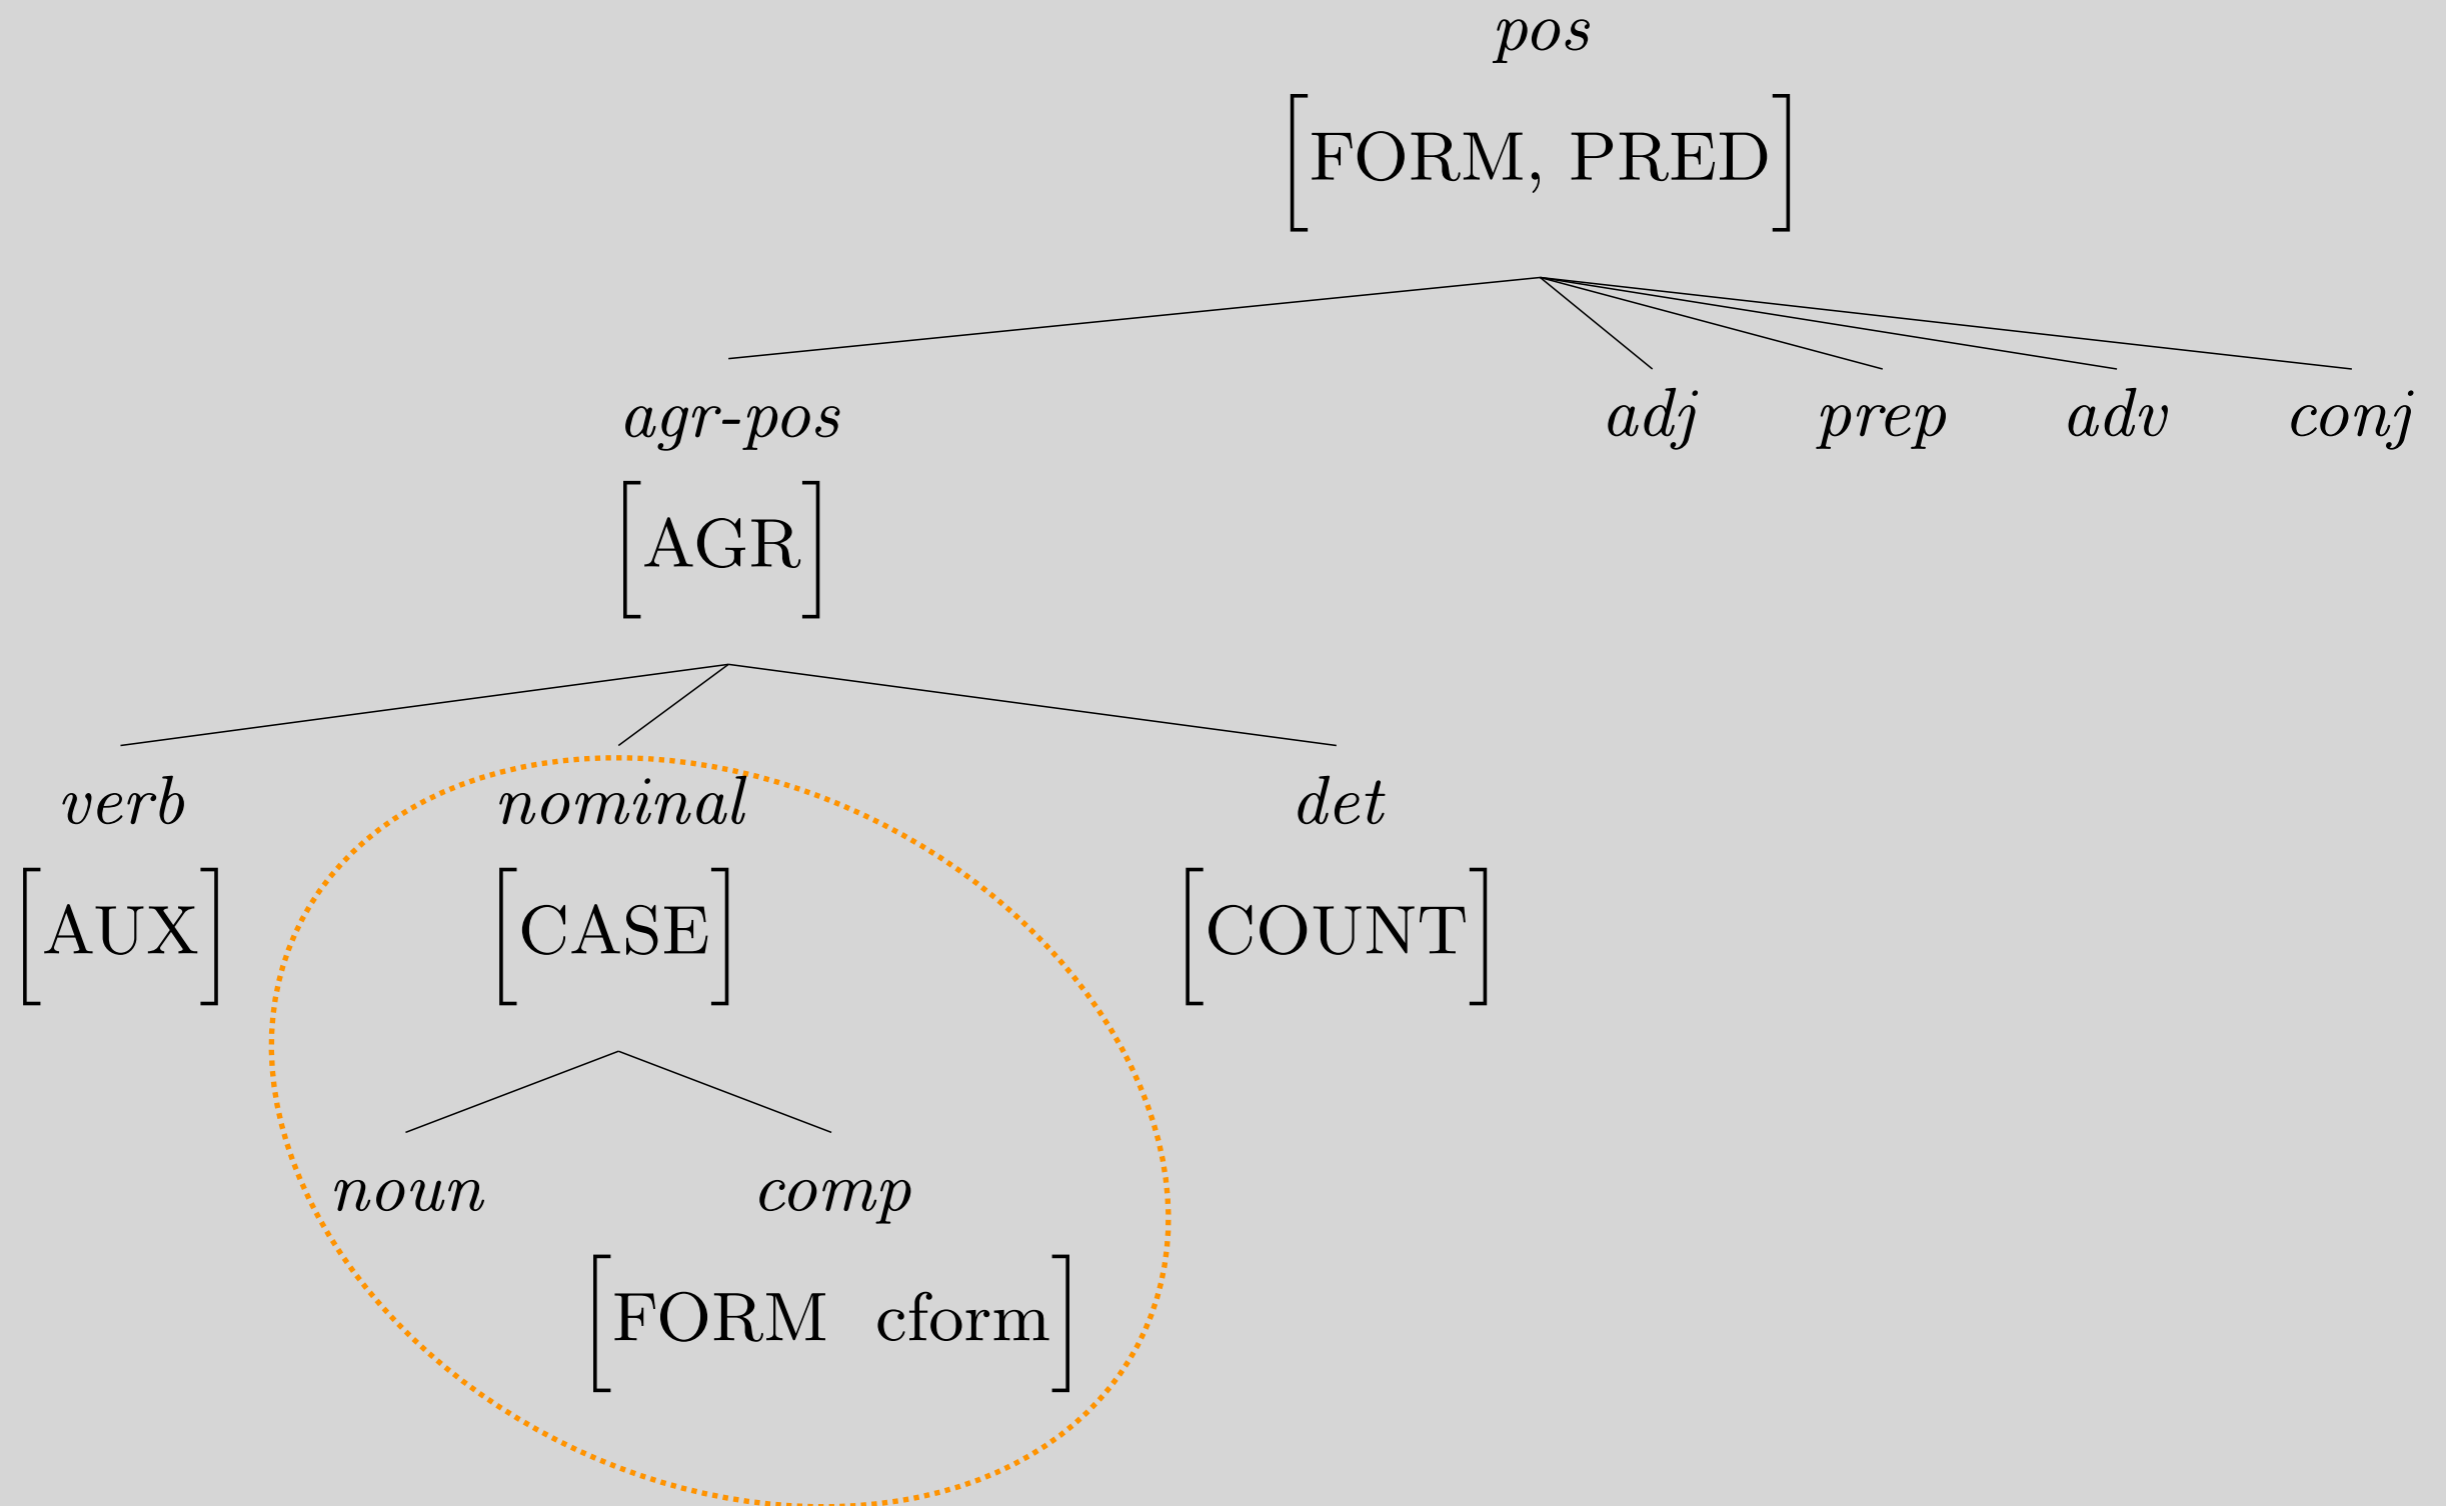 pos
[FORM, PRED]
agr-pos adj prep adv conj
[AGR]
verb nominal det
[AUX] [CASE] [COUNT]
noun comp
[FORM cform]